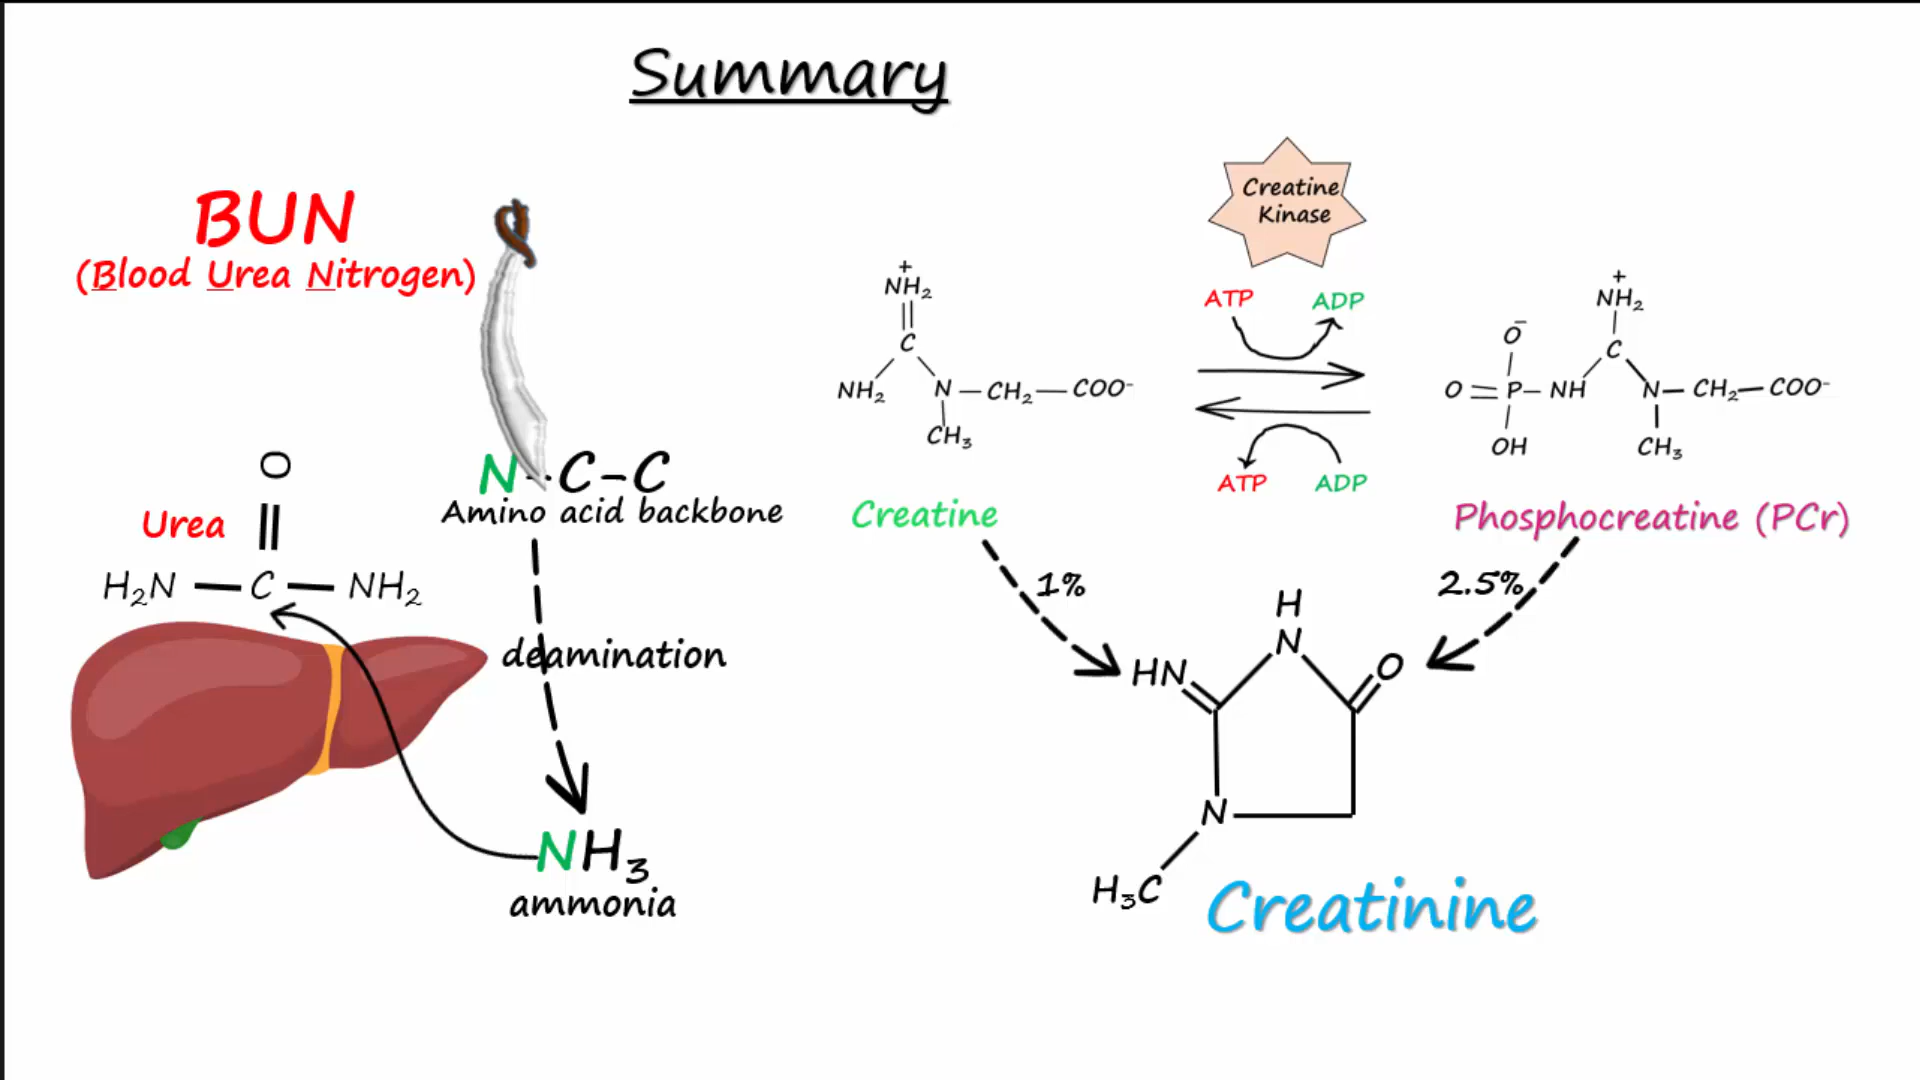 Summary
BUN
(Blood Urea Nitrogen)
N-C-C
Amino acid backbone
deamination
NH₃
ammonia
Urea
O
H₂N — C — NH₂
Creatine
Kinase
ATP ADP
ATP ADP
+
NH₂
C
NH₂ N — CH₂ — COO⁻
CH₃
Creatine
+
NH₂
O⁻ C
O = P — NH N — CH₂ — COO⁻
OH CH₃
Phosphocreatine (PCr)
1%
2.5%
H
N
HN O
N
H₃C
Creatinine